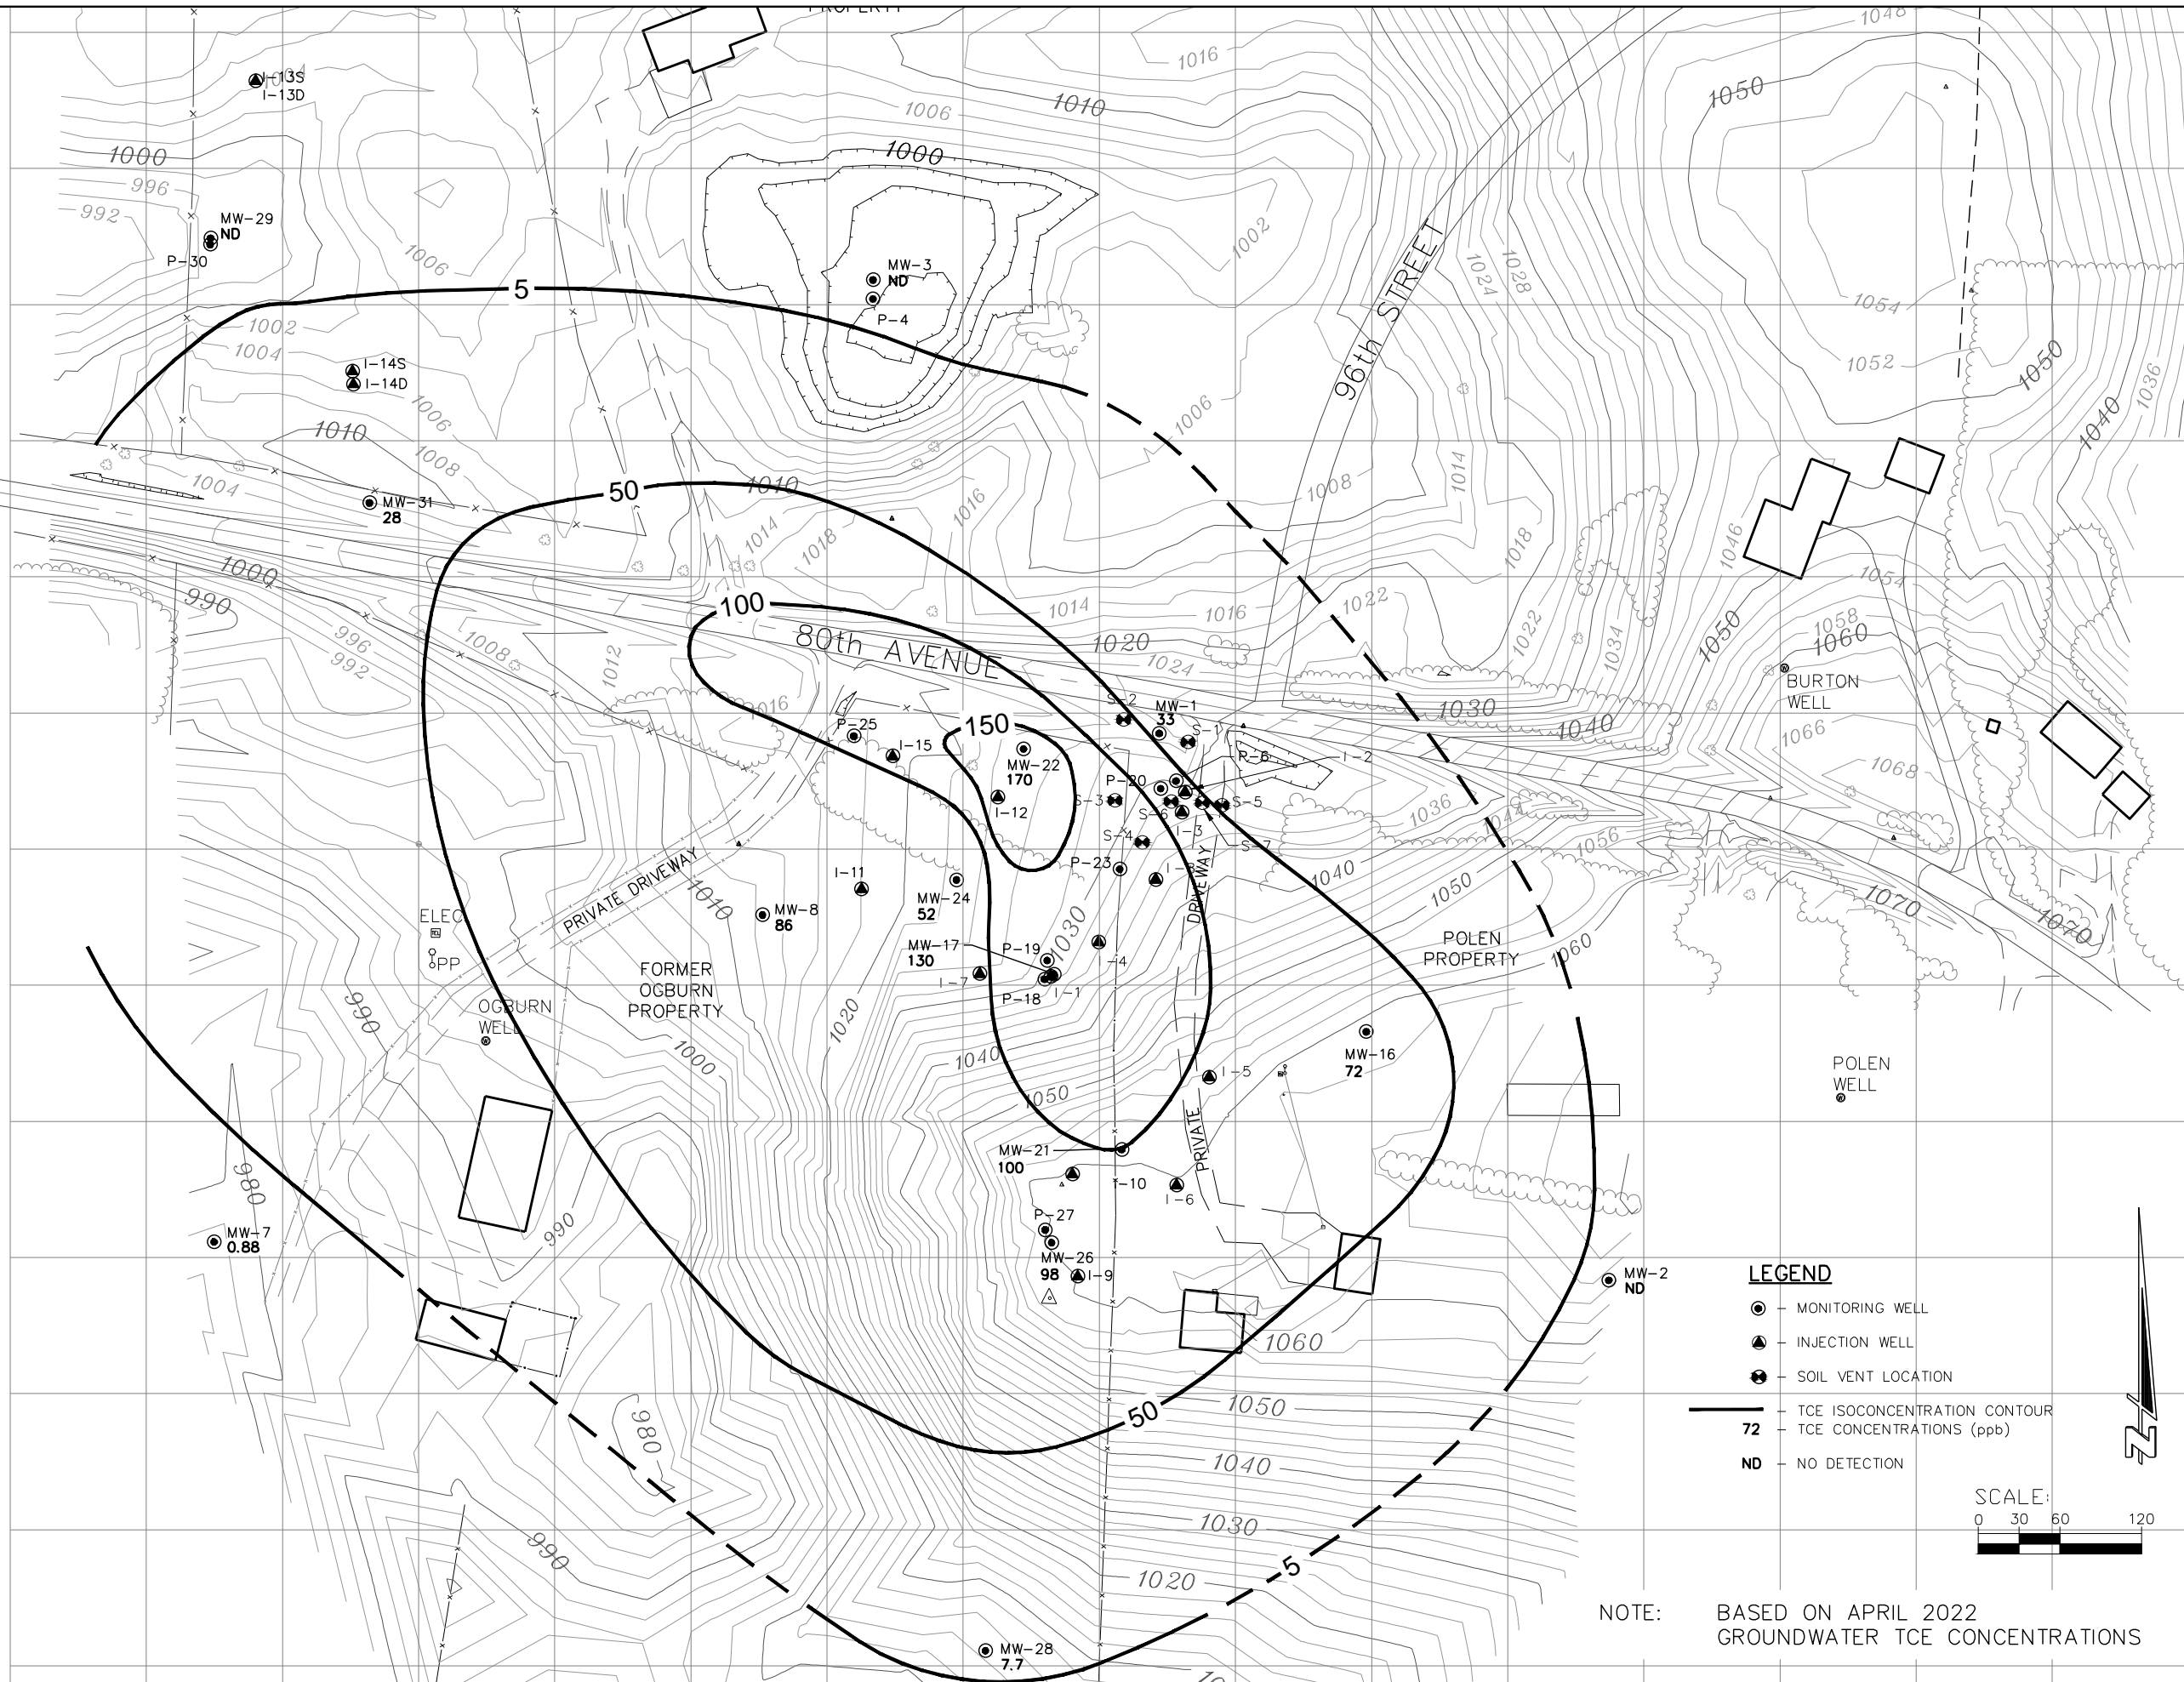 PROPERTY
1048
I-13S
1004
I-13D
1016
1050
1010
1006
1000
1000
996
992
MW-29
ND
P-30
1006
1002
1024
1028
MW-3
ND
P-4
5
1054
1052
1050
1036
1002
1004
I-14S
I-14D
1006
1006
96th STREET
1010
1008
1040
1004
MW-31
28
50
1010
1016
1008
1014
1014
1018
1018
1046
1000
990
996
992
1008
1012
100
80th AVENUE
1014
1016
1022
1022
1034
1020
1024
1050
1054
1058
1060
BURTON
WELL
1016
P-25
I-15
150
S-2
MW-1
33
S-1
1030
1040
1066
1068
MW-22
170
I-12
P-6
I-2
P-20
S-3
S-5
S-6
I-3
S-4
S-7
1036
1044
1056
P-23
1040
1050
PRIVATE DRIVEWAY
I-11
MW-24
52
MW-8
86
1010
DRIVEWAY
1070
1070
ELEC
PP
MW-17
130
P-19
1030
I-4
I-7
P-18
I-1
POLEN
PROPERTY
1060
FORMER
OGBURN
PROPERTY
OGBURN
WELL
990
1000
1020
1040
1050
MW-16
72
I-5
POLEN
WELL
PRIVATE
MW-21
100
I-10
I-6
980
990
MW-7
0.88
P-27
MW-26
98
I-9
1060
MW-2
ND
LEGEND
- MONITORING WELL
- INJECTION WELL
- SOIL VENT LOCATION
- TCE ISOCONCENTRATION CONTOUR
72 - TCE CONCENTRATIONS (ppb)
ND - NO DETECTION
N
SCALE:
0 30 60 120
50
1050
1040
1030
1020
980
990
5
MW-28
7.7
NOTE: BASED ON APRIL 2022
GROUNDWATER TCE CONCENTRATIONS